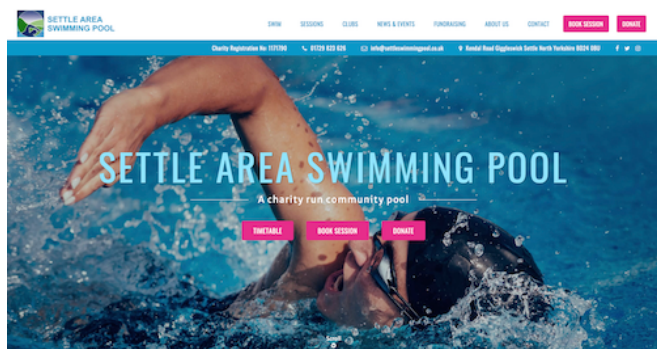 SETTLE AREA
SWIMMING POOL
SWIM SESSIONS CLUBS NEWS & EVENTS FUNDRAISING ABOUT US CONTACT BOOK SESSION DONATE
Charity Registration No: 1171790 01729 823 626 info@settleswimmingpool.co.uk Kendal Road Giggleswick Settle North Yorkshire BD24 0BU
SETTLE AREA SWIMMING POOL
A charity run community pool
TIMETABLE BOOK SESSION DONATE
Scroll